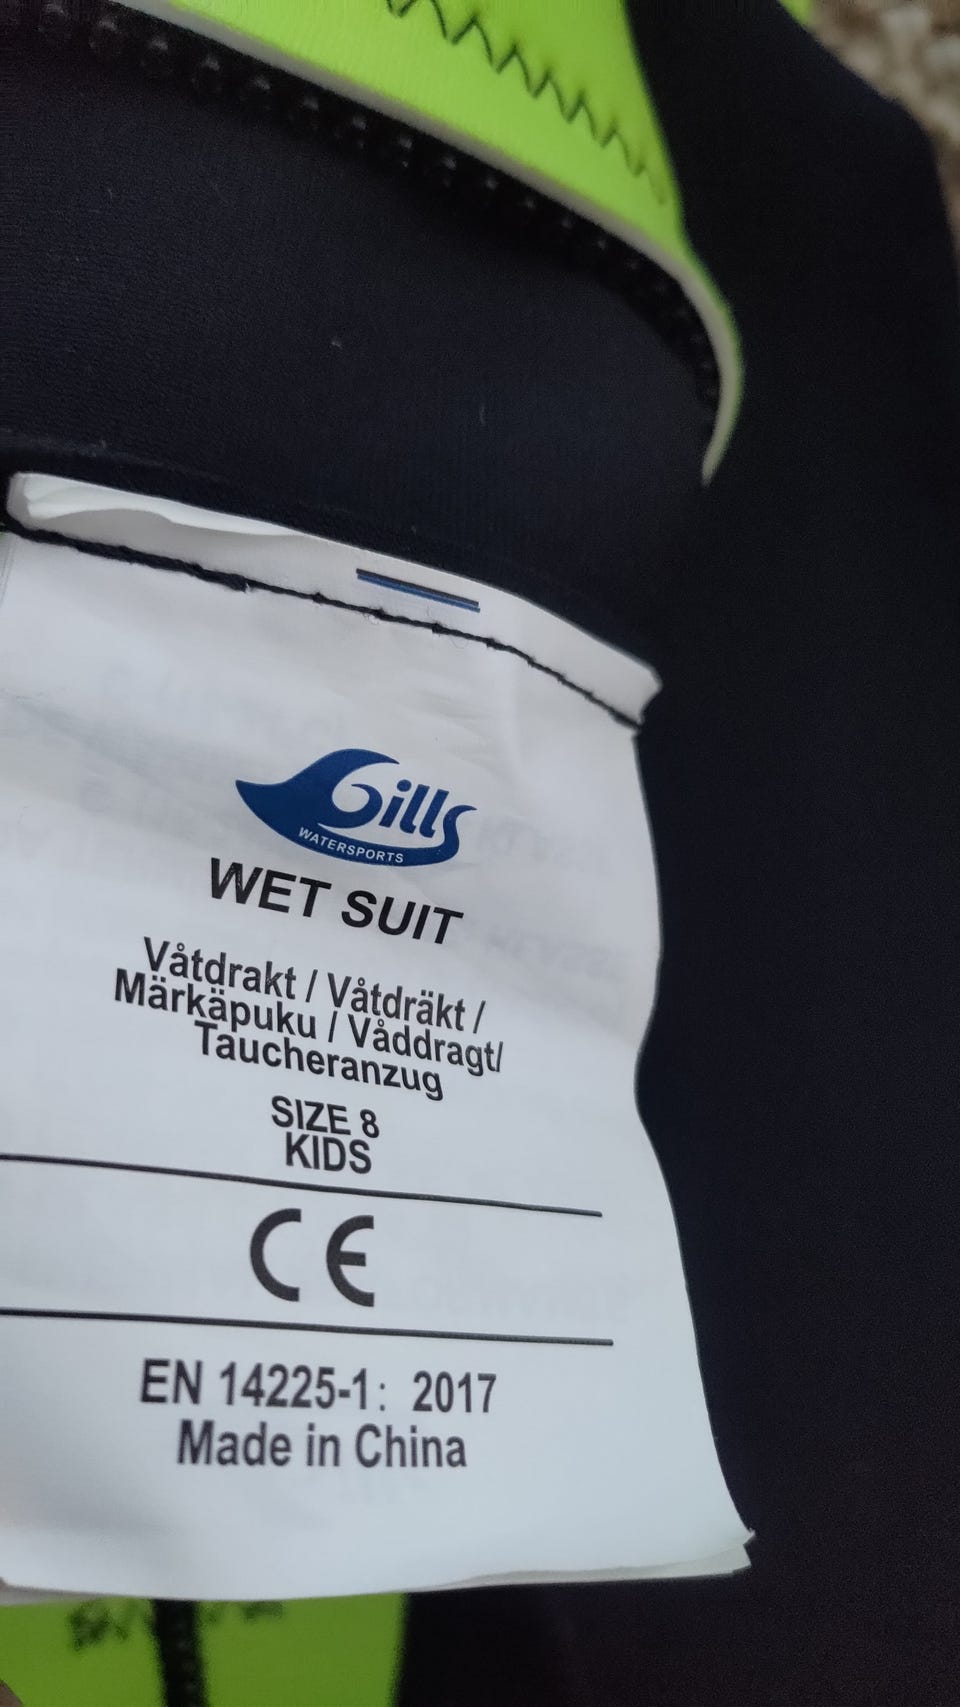 Gills
WATERSPORTS
WET SUIT
Våtdrakt / Våtdräkt /
Märkäpuku / Våddragt/
Taucheranzug
SIZE 8
KIDS
CE
EN 14225-1: 2017
Made in China